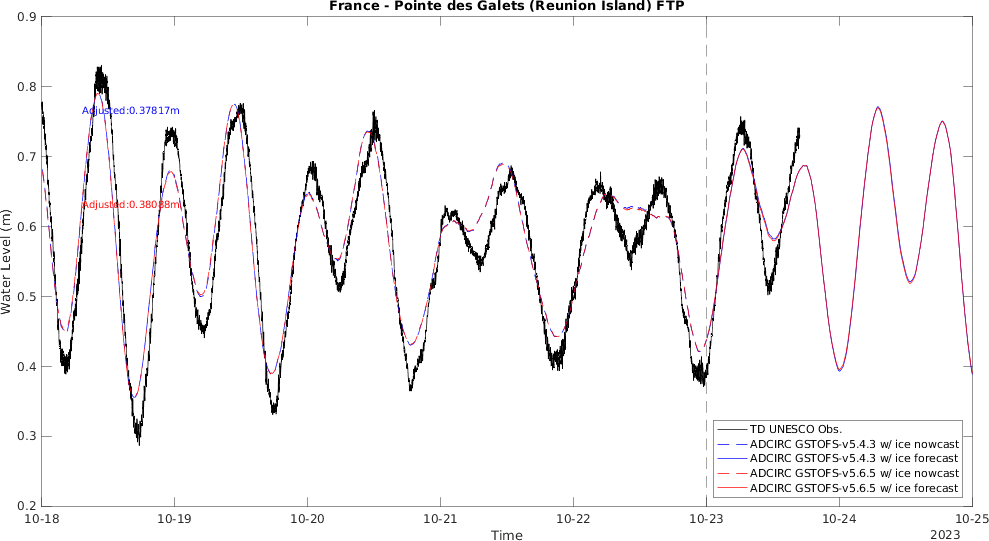 France - Pointe des Galets (Reunion Island) FTP
0.9
0.8
0.7
0.6
0.5
0.4
0.3
0.2
Water Level (m)
Adjusted:0.37817m
Adjusted:0.38088m
TD UNESCO Obs.
ADCIRC GSTOFS-v5.4.3 w/ ice nowcast
ADCIRC GSTOFS-v5.4.3 w/ ice forecast
ADCIRC GSTOFS-v5.6.5 w/ ice nowcast
ADCIRC GSTOFS-v5.6.5 w/ ice forecast
10-18 10-19 10-20 10-21 10-22 10-23 10-24 10-25
Time
2023